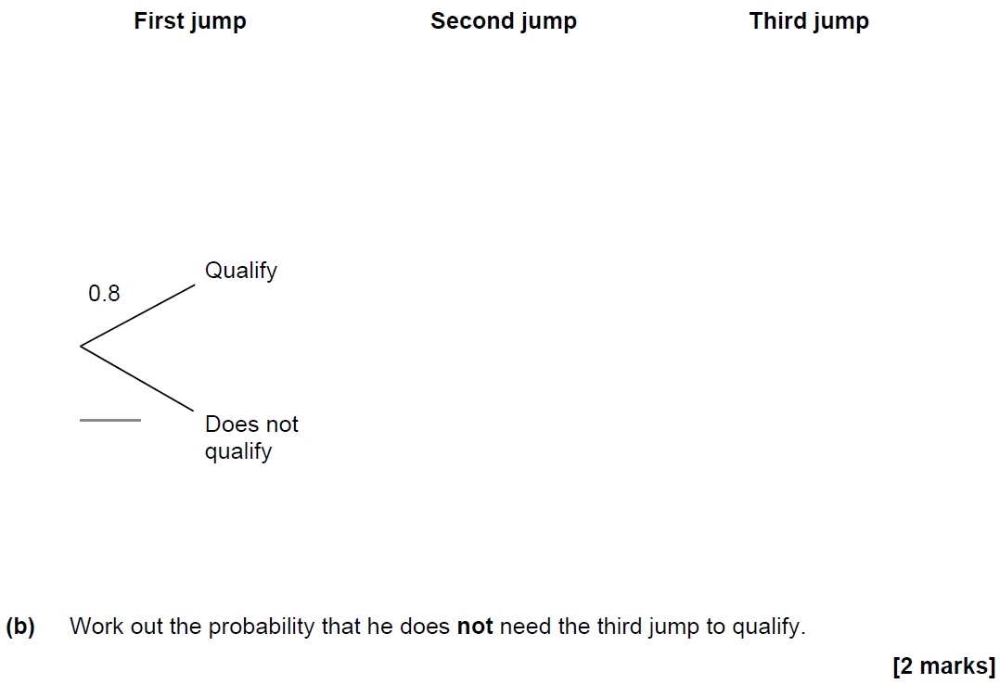 First jump Second jump Third jump
Qualify
0.8
Does not
qualify
(b) Work out the probability that he does not need the third jump to qualify.
[2 marks]